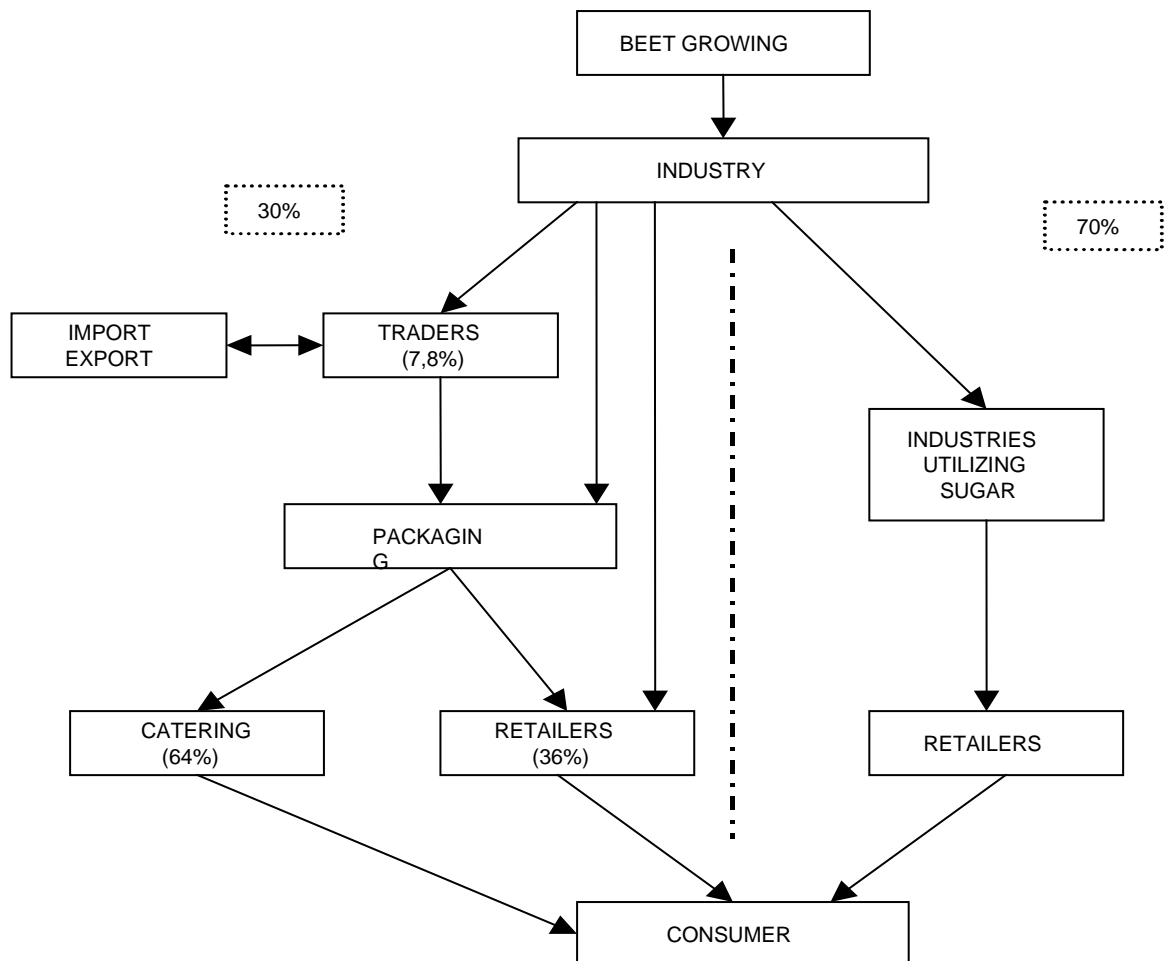 BEET GROWING
INDUSTRY
30%
70%
IMPORT
EXPORT
TRADERS
(7,8%)
INDUSTRIES
UTILIZING
SUGAR
PACKAGIN
G
CATERING
(64%)
RETAILERS
(36%)
RETAILERS
CONSUMER